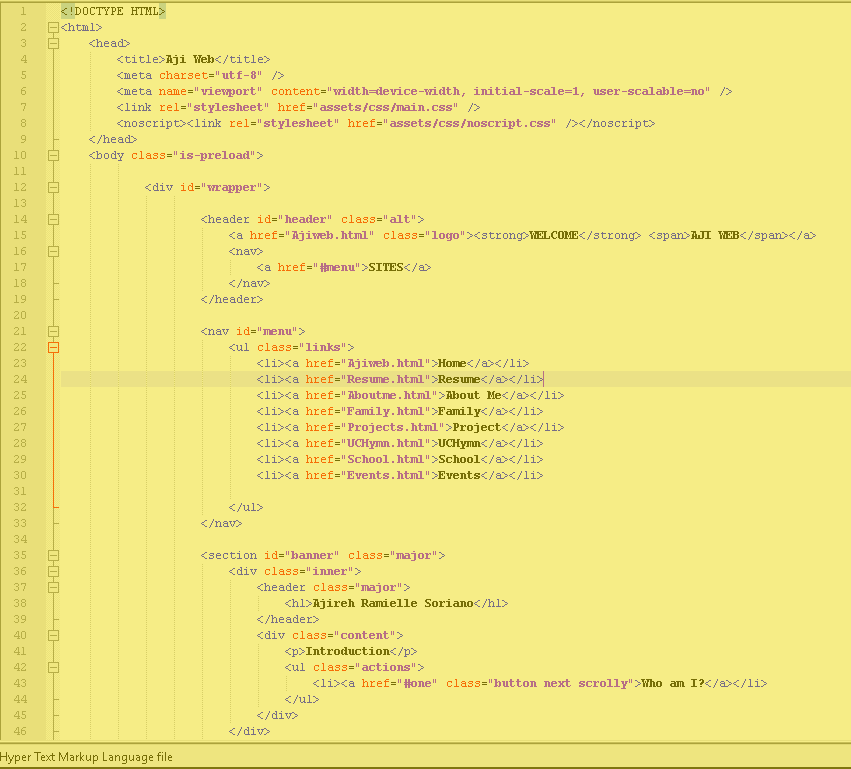 1 <!DOCTYPE HTML>
2 <html>
3 <head>
4 <title>Aji Web</title>
5 <meta charset="utf-8" />
6 <meta name="viewport" content="width=device-width, initial-scale=1, user-scalable=no" />
7 <link rel="stylesheet" href="assets/css/main.css" />
8 <noscript><link rel="stylesheet" href="assets/css/noscript.css" /></noscript>
9 </head>
10 <body class="is-preload">
11
12 <div id="wrapper">
13
14 <header id="header" class="alt">
15 <a href="Ajiweb.html" class="logo"><strong>WELCOME</strong> <span>AJI WEB</span></a>
16 <nav>
17 <a href="#menu">SITES</a>
18 </nav>
19 </header>
20
21 <nav id="menu">
22 <ul class="links">
23 <li><a href="Ajiweb.html">Home</a></li>
24 <li><a href="Resume.html">Resume</a></li>
25 <li><a href="Aboutme.html">About Me</a></li>
26 <li><a href="Family.html">Family</a></li>
27 <li><a href="Projects.html">Project</a></li>
28 <li><a href="UCHymn.html">UCHymn</a></li>
29 <li><a href="School.html">School</a></li>
30 <li><a href="Events.html">Events</a></li>
31
32 </ul>
33 </nav>
34
35 <section id="banner" class="major">
36 <div class="inner">
37 <header class="major">
38 <h1>Ajireh Ramielle Soriano</h1>
39 </header>
40 <div class="content">
41 <p>Introduction</p>
42 <ul class="actions">
43 <li><a href="#one" class="button next scrolly">Who am I?</a></li>
44 </ul>
45 </div>
46 </div>
Hyper Text Markup Language file